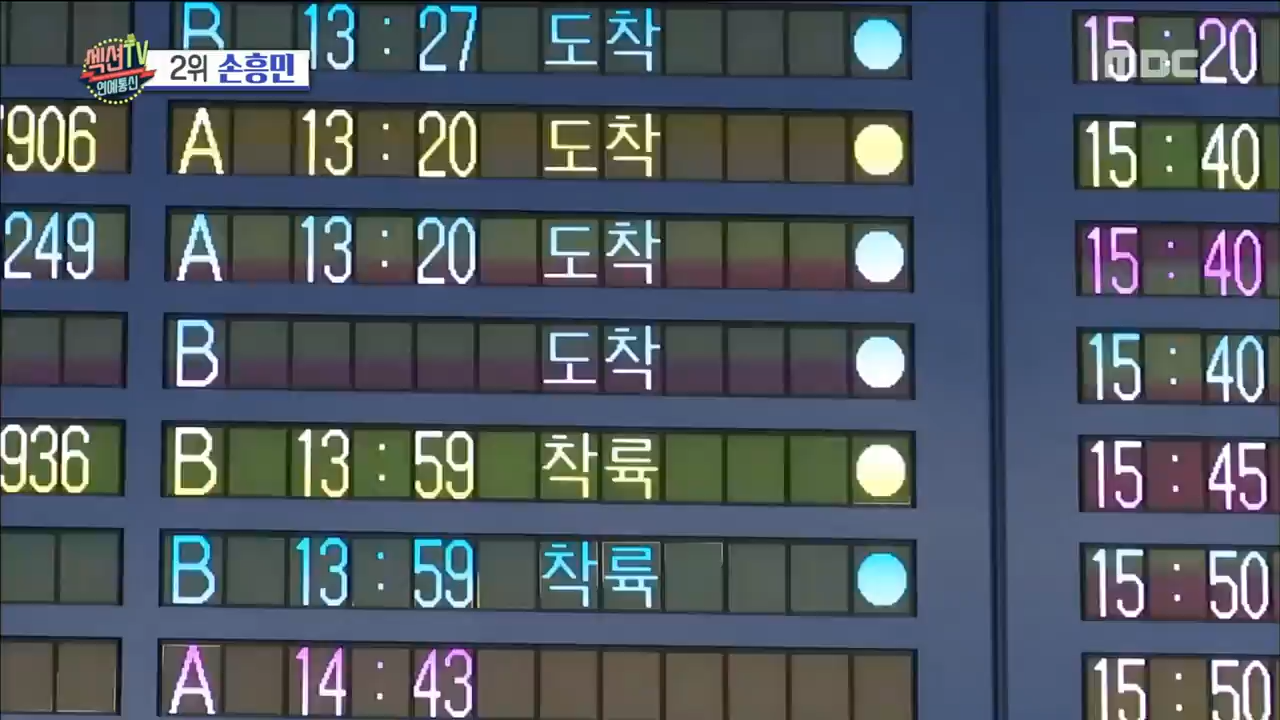 섹션TV 연예통신
2위 손흥민
MBC
B 13:27 도착 15:20
906 A 13:20 도착 15:40
249 A 13:20 도착 15:40
B 도착 15:40
936 B 13:59 착륙 15:45
B 13:59 착륙 15:50
A 14:43 15:50